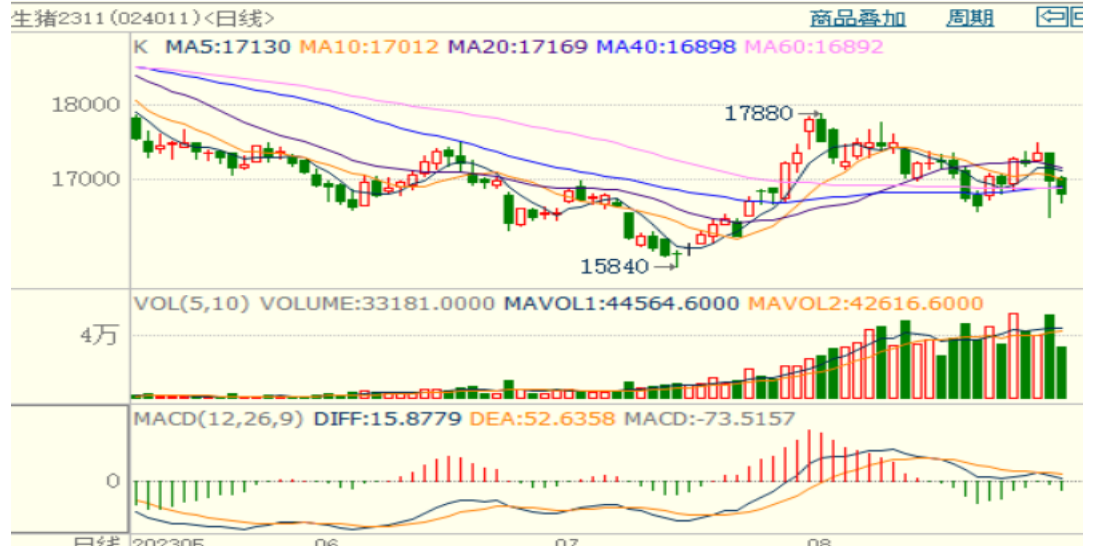 生猪2311(024011)<日线> 商品叠加 周期
K MA5:17130 MA10:17012 MA20:17169 MA40:16898 MA60:16892
18000
17880
17000
15840
VOL(5,10) VOLUME:33181.0000 MAVOL1:44564.6000 MAVOL2:42616.6000
4万
MACD(12,26,9) DIFF:15.8779 DEA:52.6358 MACD:-73.5157
0
日线 202305 06 07 08